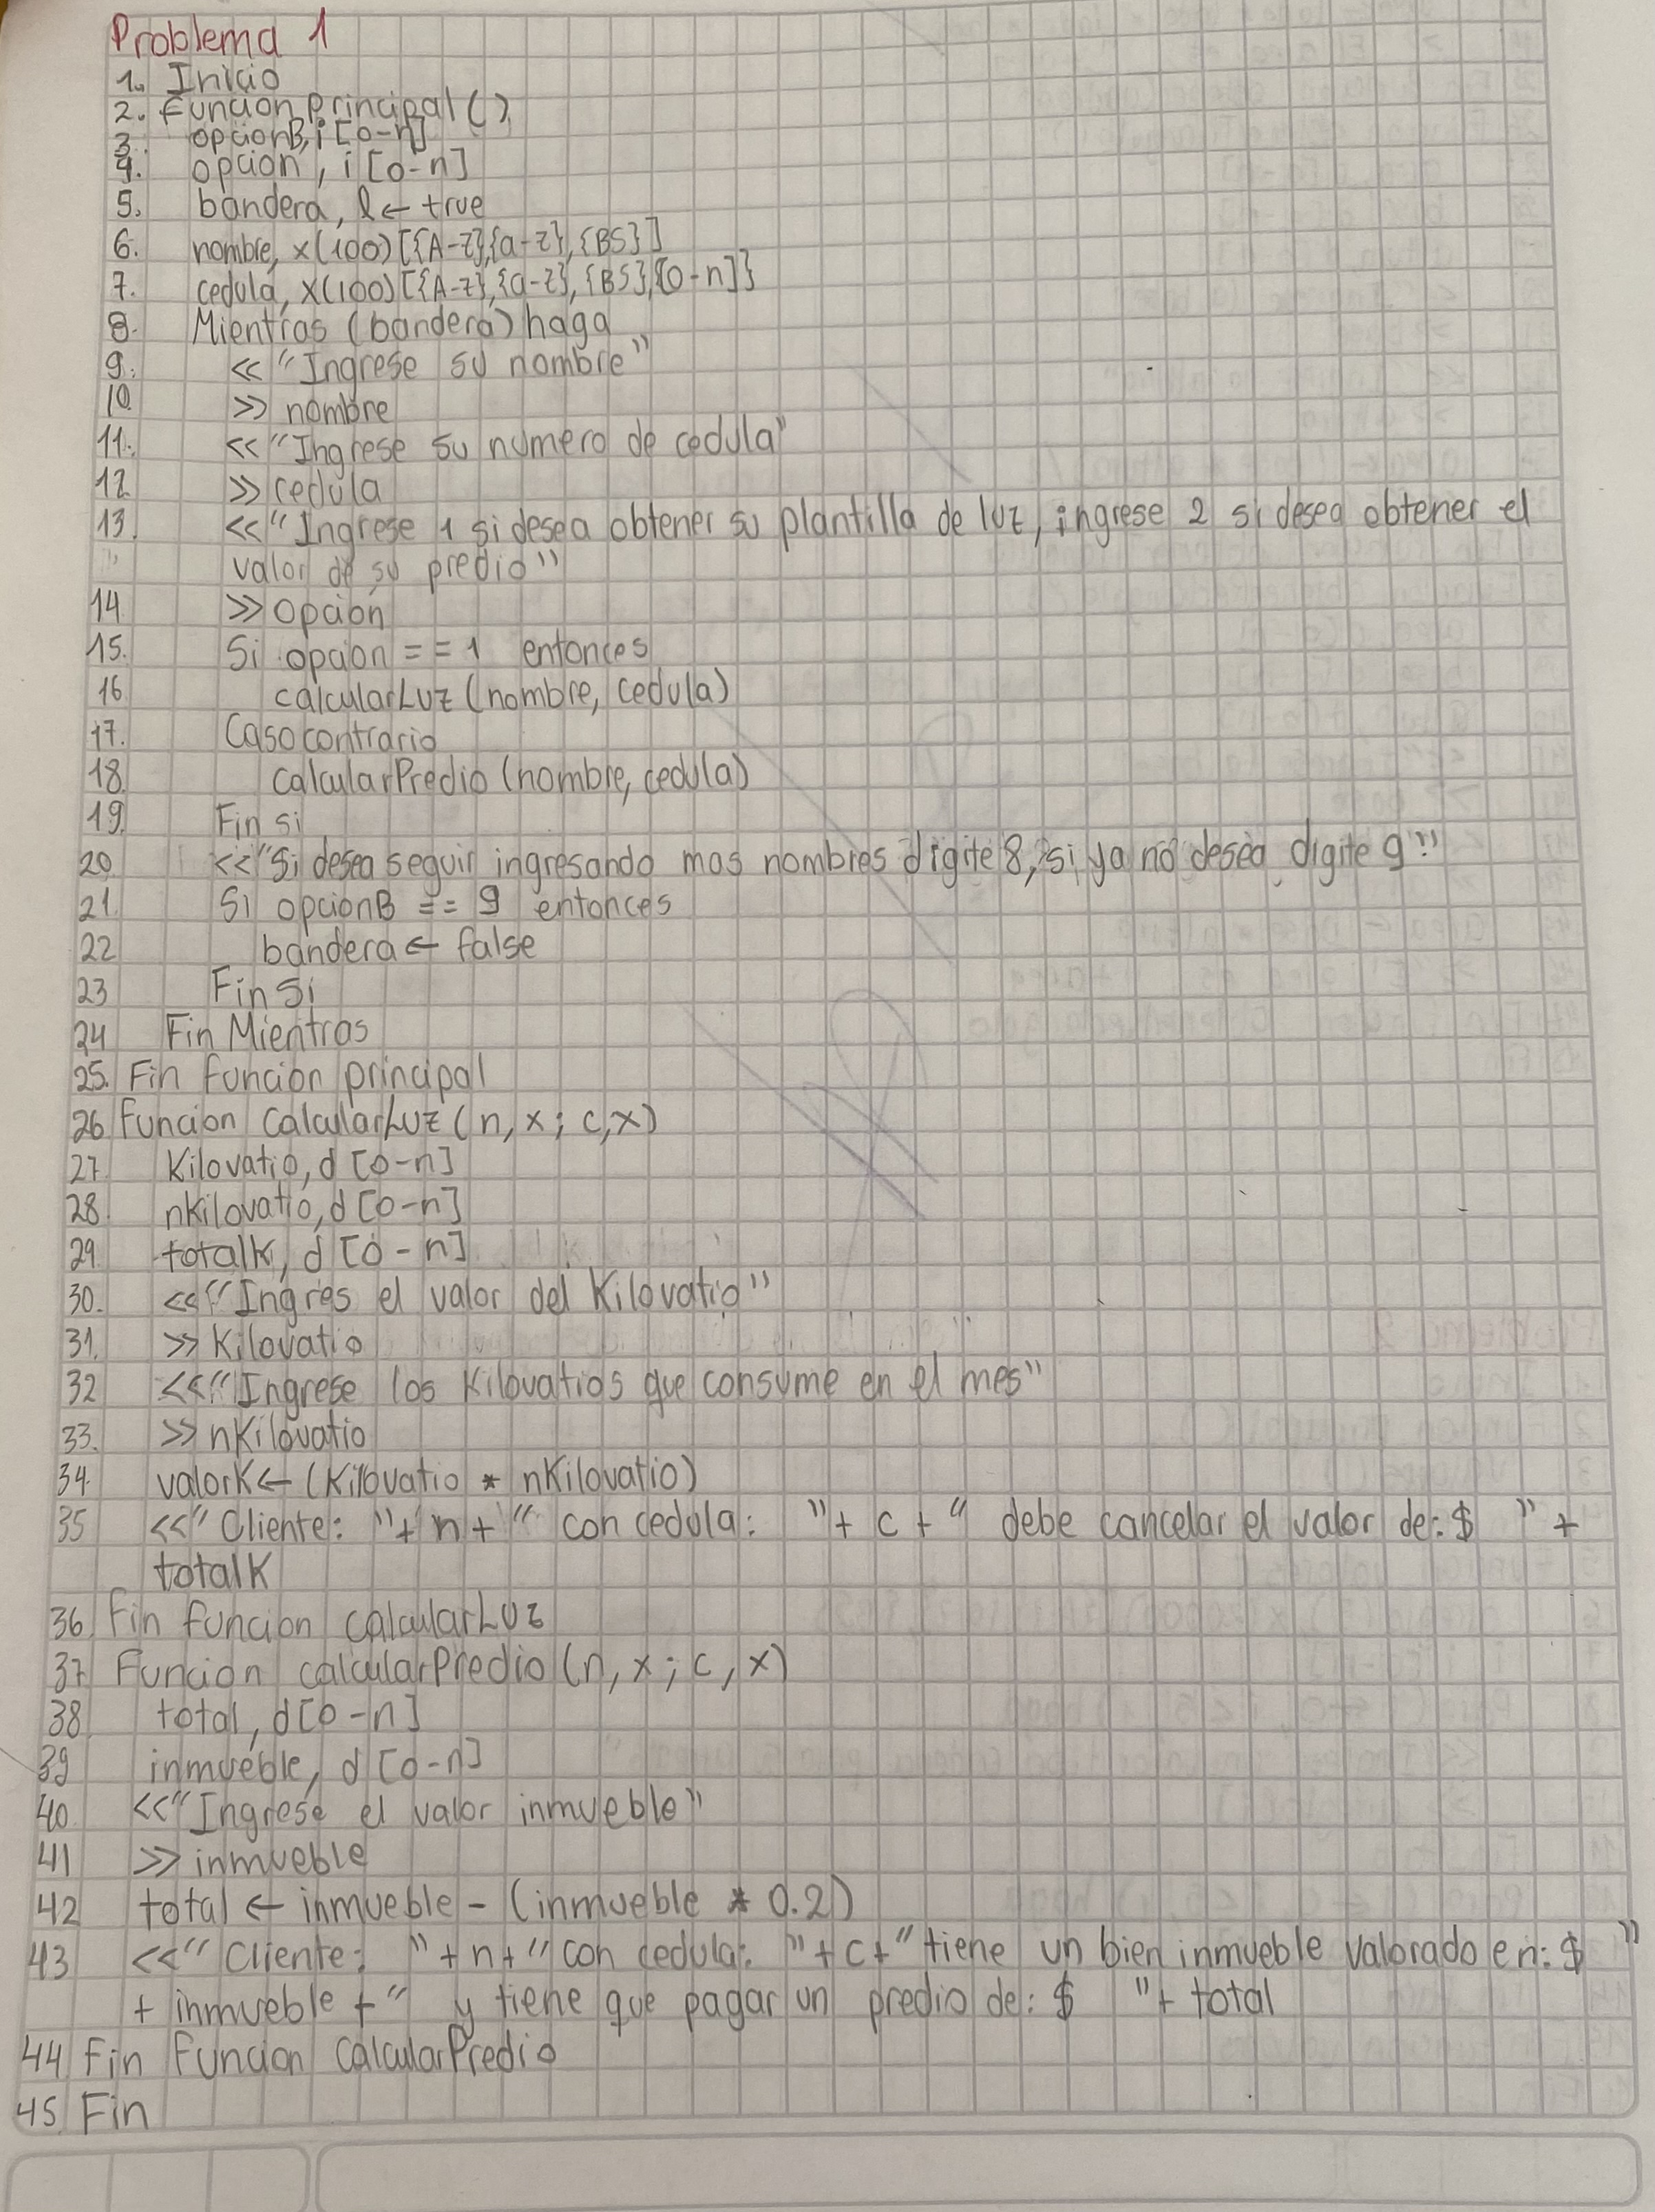 Problema 1
1. Inicio
2. Funcion Principal ()
3. opcionB, i [0-n]
4. opcion, i [0-n]
5. bandera, l ← true
6. nombre, x(100) [{A-Z},{a-z}, {BS}]
7. cedula, x(100) [{A-z}, {a-z}, {BS}, {0-n]}
8. Mientras (bandera) haga
9. << "Ingrese su nombre"
10. >> nombre
11. << "Ingrese su numero de cedula"
12 >> cedula
13. << "Ingrese 1 si desea obtener su plantilla de luz, ingrese 2 si desea obtener el
valor de su predio"
14 >> opcion
15. Si opcion == 1 entonces
16 calcularLuz (nombre, cedula)
17. Caso contrario
18. calcularPredio (nombre, cedula)
19. Fin si
20. << "Si desea seguir ingresando mas nombres digite 8, si ya no desea digite 9"
21. Si opcionB == 9 entonces
22 bandera ← false
23 Fin Si
24 Fin Mientras
25. Fin funcion principal
26. Funcion CalcularLuz (n, x; c,x)
27. Kilovatio, d [0-n]
28. nKilovatio, d [0-n]
29. totalK, d [0-n]
30. << "Ingres el valor del Kilovatio"
31. >> Kilovatio
32 << "Ingrese los Kilovatios que consume en el mes"
33. >> nKilovatio
34. valorK ← (Kilovatio * nKilovatio)
35 << "Cliente: "+ n + " con cedula: "+ c + " debe cancelar el valor de: $ " +
totalK
36. Fin funcion calcularLuz
37. Funcion calcularPredio (n, x; c, x)
38. total, d [0-n]
39 inmueble, d [0-n]
40. << "Ingrese el valor inmueble"
41 >> inmueble
42 total ← inmueble - (inmueble * 0.2)
43 << "Cliente: "+ n + " con cedula: "+ c + " tiene un bien inmueble valorado en: $ "
+ inmueble + " y tiene que pagar un predio de: $ "+ total
44 Fin Funcion CalcularPredio
45. Fin